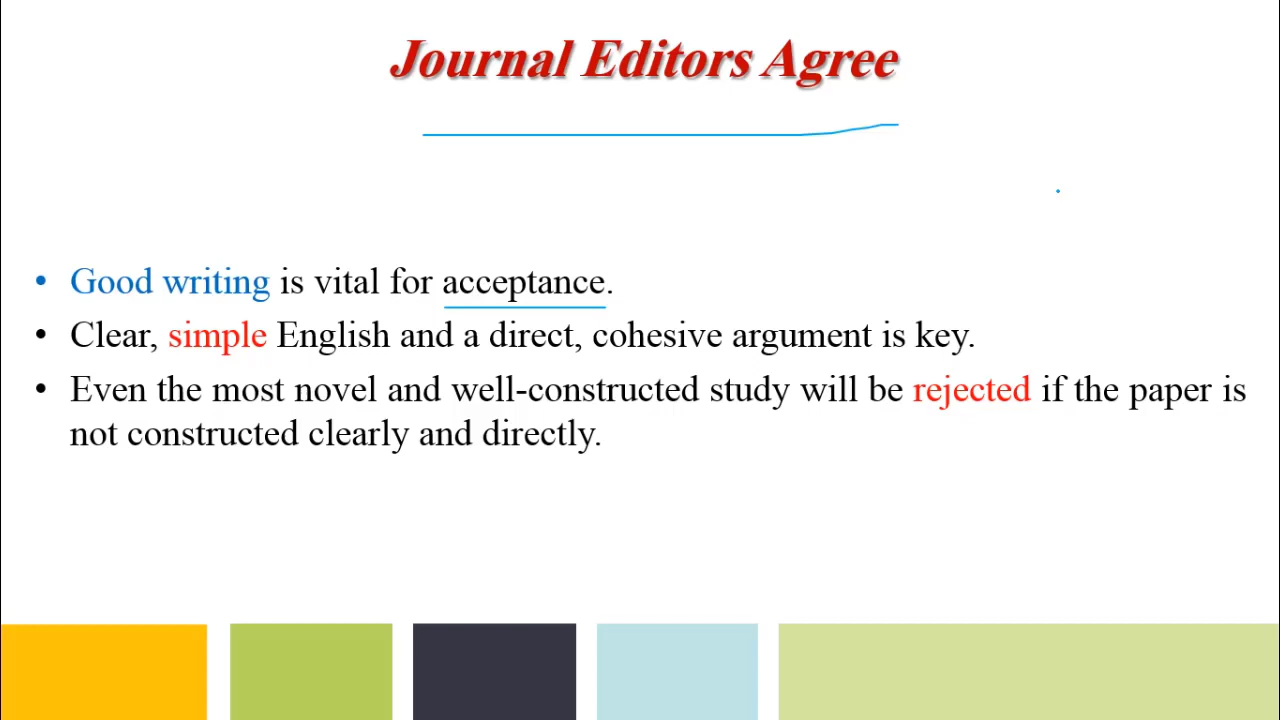 Journal Editors Agree
• Good writing is vital for acceptance.
• Clear, simple English and a direct, cohesive argument is key.
• Even the most novel and well-constructed study will be rejected if the paper is
not constructed clearly and directly.